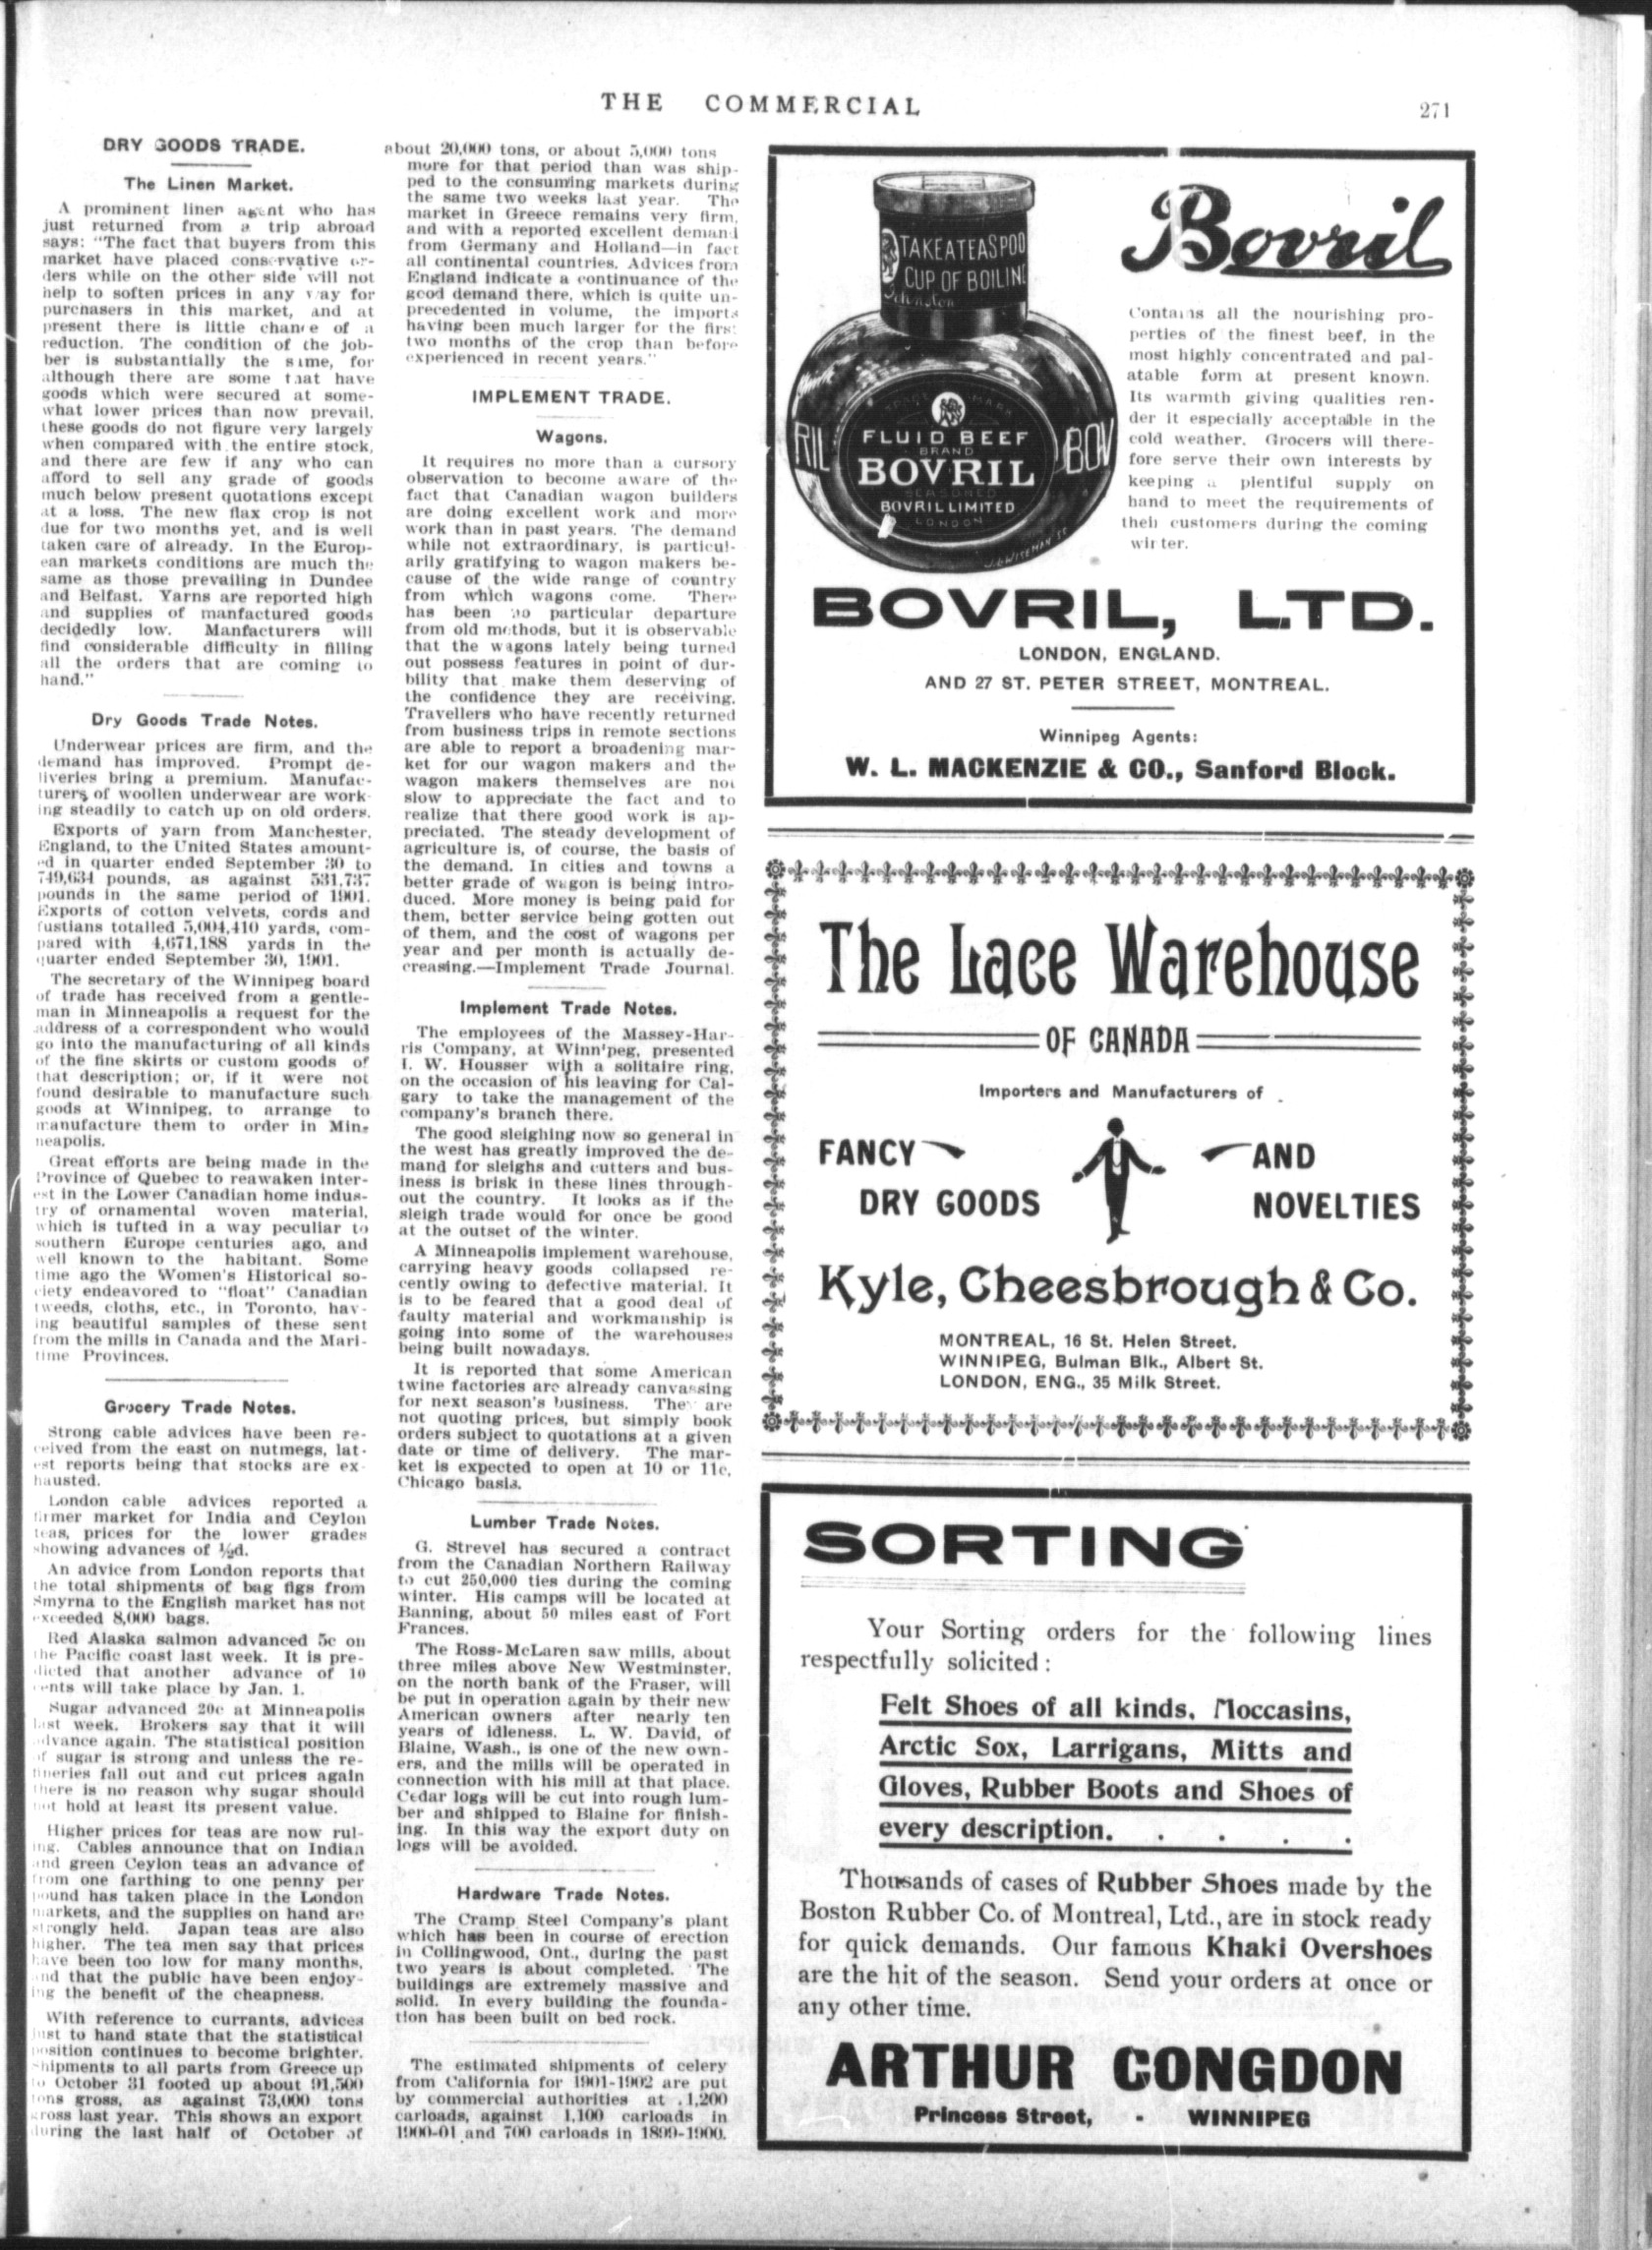 THE COMMERCIAL
271
DRY GOODS TRADE.
The Linen Market.
A prominent linen agent who has
just returned from a trip abroad
says: "The fact that buyers from this
market have placed conservative or-
ders while on the other side will not
help to soften prices in any way for
purchasers in this market, and at
present there is little chance of a
reduction. The condition of the job-
ber is substantially the same, for
although there are some that have
goods which were secured at some-
what lower prices than now prevail,
these goods do not figure very largely
when compared with the entire stock,
and there are few if any who can
afford to sell any grade of goods
much below present quotations except
at a loss. The new flax crop is not
due for two months yet, and is well
taken care of already. In the Europ-
ean markets conditions are much the
same as those prevailing in Dundee
and Belfast. Yarns are reported high
and supplies of manfactured goods
decidedly low. Manfacturers will
find considerable difficulty in filling
all the orders that are coming to
hand."
Dry Goods Trade Notes.
Underwear prices are firm, and the
demand has improved. Prompt de-
liveries bring a premium. Manufac-
turers of woollen underwear are work-
ing steadily to catch up on old orders.
Exports of yarn from Manchester,
England, to the United States amount-
ed in quarter ended September 30 to
749,634 pounds, as against 531,737
pounds in the same period of 1901.
Exports of cotton velvets, cords and
fustians totalled 5,004,410 yards, com-
pared with 4,671,188 yards in the
quarter ended September 30, 1901.
The secretary of the Winnipeg board
of trade has received from a gentle-
man in Minneapolis a request for the
address of a correspondent who would
go into the manufacturing of all kinds
of the fine skirts or custom goods of
that description; or, if it were not
found desirable to manufacture such
goods at Winnipeg, to arrange to
manufacture them to order in Min-
neapolis.
Great efforts are being made in the
Province of Quebec to reawaken inter-
est in the Lower Canadian home indus-
try of ornamental woven material,
which is tufted in a way peculiar to
southern Europe centuries ago, and
well known to the habitant. Some
time ago the Women's Historical so-
ciety endeavored to "float" Canadian
tweeds, cloths, etc., in Toronto, hav-
ing beautiful samples of these sent
from the mills in Canada and the Mari-
time Provinces.
Grocery Trade Notes.
Strong cable advices have been re-
ceived from the east on nutmegs, lat-
est reports being that stocks are ex-
hausted.
London cable advices reported a
firmer market for India and Ceylon
teas, prices for the lower grades
showing advances of ½d.
An advice from London reports that
the total shipments of bag figs from
Smyrna to the English market has not
exceeded 8,000 bags.
Red Alaska salmon advanced 5c on
the Pacific coast last week. It is pre-
dicted that another advance of 10
cents will take place by Jan. 1.
Sugar advanced 20c at Minneapolis
last week. Brokers say that it will
advance again. The statistical position
of sugar is strong and unless the re-
fineries fall out and cut prices again
there is no reason why sugar should
not hold at least its present value.
Higher prices for teas are now rul-
ing. Cables announce that on Indian
and green Ceylon teas an advance of
from one farthing to one penny per
pound has taken place in the London
markets, and the supplies on hand are
strongly held. Japan teas are also
higher. The tea men say that prices
have been too low for many months,
and that the public have been enjoy-
ing the benefit of the cheapness.
With reference to currants, advices
just to hand state that the statistical
position continues to become brighter.
Shipments to all parts from Greece up
to October 31 footed up about 91,500
tons gross, as against 73,000 tons
gross last year. This shows an export
during the last half of October of
about 20,000 tons, or about 5,000 tons
more for that period than was ship-
ped to the consuming markets during
the same two weeks last year. The
market in Greece remains very firm,
and with a reported excellent demand
from Germany and Holland—in fact
all continental countries. Advices from
England indicate a continuance of the
good demand there, which is quite un-
precedented in volume, the imports
having been much larger for the first
two months of the crop than before
experienced in recent years."
IMPLEMENT TRADE.
Wagons.
It requires no more than a cursory
observation to become aware of the
fact that Canadian wagon builders
are doing excellent work and more
work than in past years. The demand
while not extraordinary, is particul-
arily gratifying to wagon makers be-
cause of the wide range of country
from which wagons come. There
has been no particular departure
from old methods, but it is observable
that the wagons lately being turned
out possess features in point of dur-
bility that make them deserving of
the confidence they are receiving.
Travellers who have recently returned
from business trips in remote sections
are able to report a broadening mar-
ket for our wagon makers and the
wagon makers themselves are not
slow to appreciate the fact and to
realize that there good work is ap-
preciated. The steady development of
agriculture is, of course, the basis of
the demand. In cities and towns a
better grade of wagon is being intro-
duced. More money is being paid for
them, better service being gotten out
of them, and the cost of wagons per
year and per month is actually de-
creasing.—Implement Trade Journal.
Implement Trade Notes.
The employees of the Massey-Har-
ris Company, at Winnipeg, presented
I. W. Housser with a solitaire ring,
on the occasion of his leaving for Cal-
gary to take the management of the
company's branch there.
The good sleighing now so general in
the west has greatly improved the de-
mand for sleighs and cutters and bus-
iness is brisk in these lines through-
out the country. It looks as if the
sleigh trade would for once be good
at the outset of the winter.
A Minneapolis implement warehouse,
carrying heavy goods collapsed re-
cently owing to defective material. It
is to be feared that a good deal of
faulty material and workmanship is
going into some of the warehouses
being built nowadays.
It is reported that some American
twine factories are already canvassing
for next season's business. They are
not quoting prices, but simply book
orders subject to quotations at a given
date or time of delivery. The mar-
ket is expected to open at 10 or 11c,
Chicago basis.
Lumber Trade Notes.
G. Strevel has secured a contract
from the Canadian Northern Railway
to cut 250,000 ties during the coming
winter. His camps will be located at
Banning, about 50 miles east of Fort
Frances.
The Ross-McLaren saw mills, about
three miles above New Westminster,
on the north bank of the Fraser, will
be put in operation again by their new
American owners after nearly ten
years of idleness. L. W. David, of
Blaine, Wash., is one of the new own-
ers, and the mills will be operated in
connection with his mill at that place.
Cedar logs will be cut into rough lum-
ber and shipped to Blaine for finish-
ing. In this way the export duty on
logs will be avoided.
Hardware Trade Notes.
The Cramp Steel Company's plant
which has been in course of erection
in Collingwood, Ont., during the past
two years is about completed. The
buildings are extremely massive and
solid. In every building the founda-
tion has been built on bed rock.
The estimated shipments of celery
from California for 1901-1902 are put
by commercial authorities at 1,200
carloads, against 1,100 carloads in
1900-01 and 700 carloads in 1899-1900.
TAKE A TEASPOO
CUP OF BOILIN
Johnston
TRADE MARK
RIL
BOV
FLUID BEEF
BRAND
BOVRIL
SEASONED
BOVRIL LIMITED
LONDON
Bovril
Contains all the nourishing pro-
perties of the finest beef, in the
most highly concentrated and pal-
atable form at present known.
Its warmth giving qualities ren-
der it especially acceptable in the
cold weather. Grocers will there-
fore serve their own interests by
keeping a plentiful supply on
hand to meet the requirements of
their customers during the coming
winter.
BOVRIL, LTD.
LONDON, ENGLAND.
AND 27 ST. PETER STREET, MONTREAL.
Winnipeg Agents:
W. L. MACKENZIE & CO., Sanford Block.
The Lace Warehouse
OF CANADA
Importers and Manufacturers of
FANCY
DRY GOODS
AND
NOVELTIES
Kyle, Cheesbrough & Co.
MONTREAL, 16 St. Helen Street.
WINNIPEG, Bulman Blk., Albert St.
LONDON, ENG., 35 Milk Street.
SORTING
Your Sorting orders for the following lines
respectfully solicited:
Felt Shoes of all kinds, Moccasins,
Arctic Sox, Larrigans, Mitts and
Gloves, Rubber Boots and Shoes of
every description. . . . .
Thousands of cases of Rubber Shoes made by the
Boston Rubber Co. of Montreal, Ltd., are in stock ready
for quick demands. Our famous Khaki Overshoes
are the hit of the season. Send your orders at once or
any other time.
ARTHUR CONGDON
Princess Street, - WINNIPEG